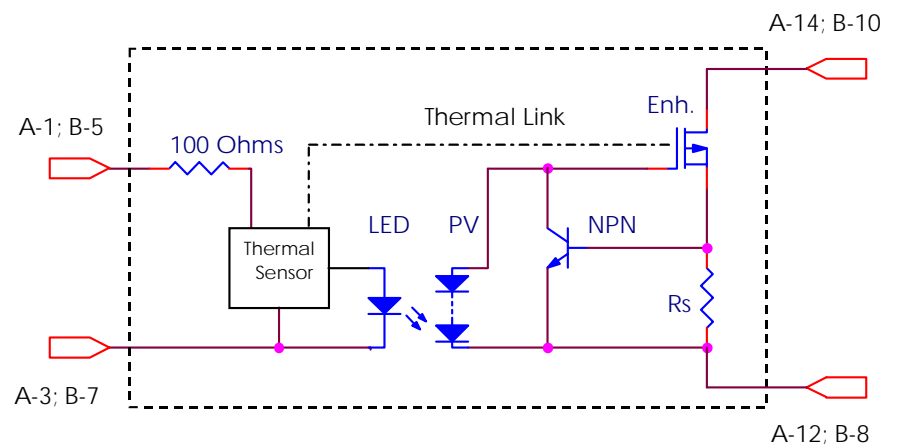 A-14; B-10
Enh.
Thermal Link
A-1; B-5
100 Ohms
LED
PV
NPN
Thermal
Sensor
Rs
A-3; B-7
A-12; B-8